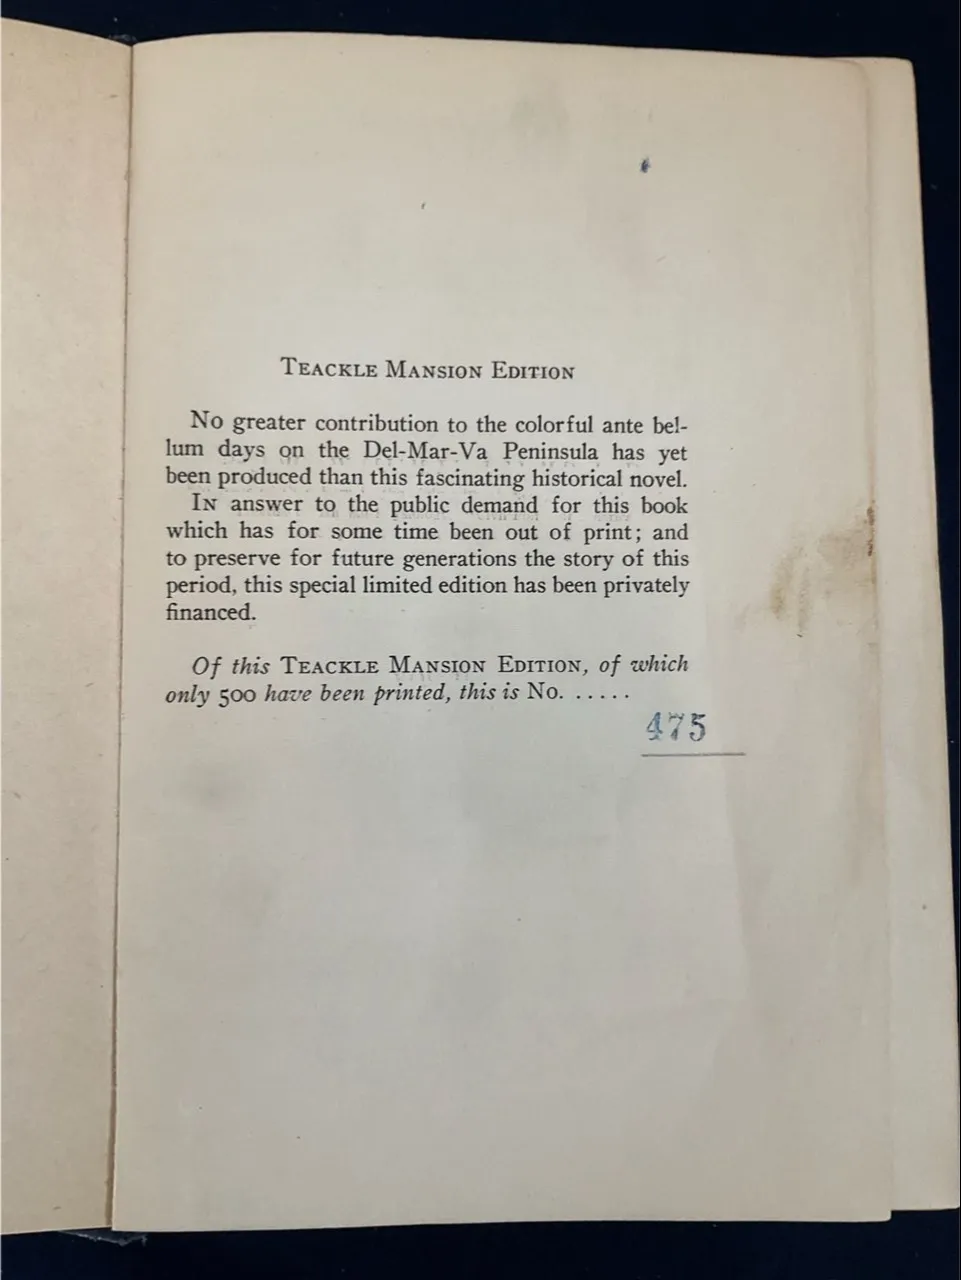 TEACKLE MANSION EDITION
No greater contribution to the colorful ante bel-
lum days on the Del-Mar-Va Peninsula has yet
been produced than this fascinating historical novel.
IN answer to the public demand for this book
which has for some time been out of print; and
to preserve for future generations the story of this
period, this special limited edition has been privately
financed.
Of this TEACKLE MANSION EDITION, of which
only 500 have been printed, this is No. .....
475